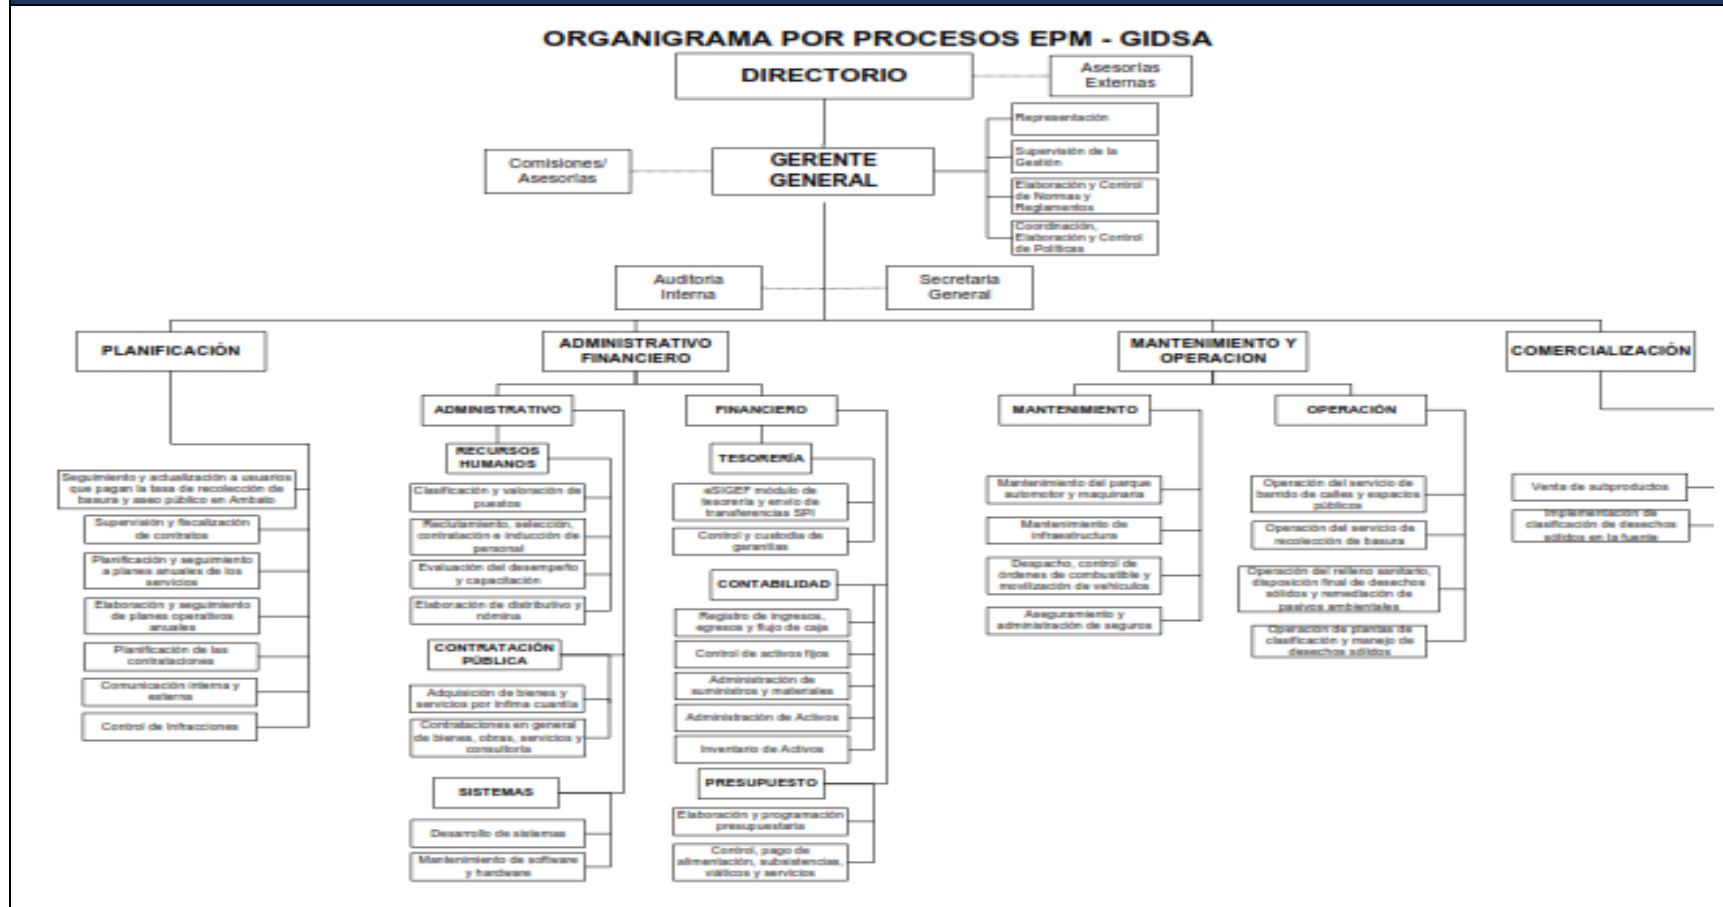 ORGANIGRAMA POR PROCESOS EPM - GIDSA
DIRECTORIO
Asesorías
Externas
Representación
Supervisión de la
Gestión
Elaboración y Control
de Normas y
Reglamentos
Coordinación,
Elaboración y Control
de Políticas
Comisiones/
Asesorías
GERENTE
GENERAL
Auditoria
Interna
Secretaria
General
PLANIFICACIÓN
Seguimiento y actualización a usuarios
que pagan la tasa de recolección de
basura y aseo público en Ambato
Supervisión y fiscalización
de contratos
Planificación y seguimiento
a planes anuales de los
servicios
Elaboración y seguimiento
de planes operativos
anuales
Planificación de las
contrataciones
Comunicación interna y
externa
Control de Infracciones
ADMINISTRATIVO
FINANCIERO
ADMINISTRATIVO
RECURSOS
HUMANOS
Clasificación y valoración de
puestos
Reclutamiento, selección,
contratación e inducción de
personal
Evaluación del desempeño
y capacitación
Elaboración de distributivo y
nómina
CONTRATACIÓN
PÚBLICA
Adquisición de bienes y
servicios por ínfima cuantía
Contrataciones en general
de bienes, obras, servicios y
consultoría
SISTEMAS
Desarrollo de sistemas
Mantenimiento de software
y hardware
FINANCIERO
TESORERÍA
eSIGEF módulo de
tesorería y envío de
transferencias SPI
Control y custodia de
garantías
CONTABILIDAD
Registro de ingresos,
egresos y flujo de caja
Control de activos fijos
Administración de
suministros y materiales
Administración de Activos
Inventario de Activos
PRESUPUESTO
Elaboración y programación
presupuestaria
Control, pago de
alimentación, subsistencias,
viáticos y servicios
MANTENIMIENTO Y
OPERACION
MANTENIMIENTO
Mantenimiento del parque
automotor y maquinaria
Mantenimiento de
infraestructura
Despacho, control de
órdenes de combustible y
movilización de vehículos
Aseguramiento y
administración de seguros
OPERACIÓN
Operación del servicio de
barrido de calles y espacios
públicos
Operación del servicio de
recolección de basura
Operación del relleno sanitario,
disposición final de desechos
sólidos y remediación de
pasivos ambientales
Operación de plantas de
clasificación y manejo de
desechos sólidos
COMERCIALIZACIÓN
Venta de subproductos
Implementación de
clasificación de desechos
sólidos en la fuente